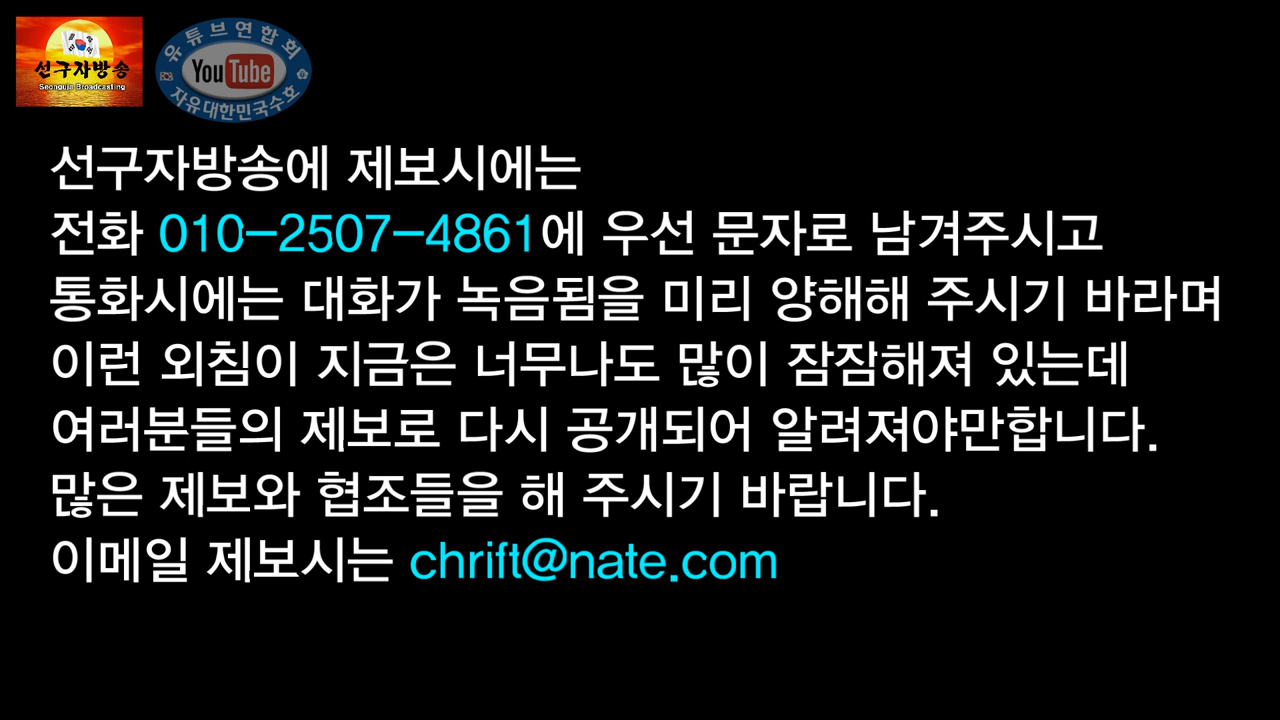 선구자방송
Seonguja Broadcasting
유튜브연합회
YouTube
자유대한민국수호
선구자방송에 제보시에는
전화 010-2507-4861에 우선 문자로 남겨주시고
통화시에는 대화가 녹음됨을 미리 양해해 주시기 바라며
이런 외침이 지금은 너무나도 많이 잠잠해져 있는데
여러분들의 제보로 다시 공개되어 알려져야만합니다.
많은 제보와 협조들을 해 주시기 바랍니다.
이메일 제보시는 chrift@nate.com